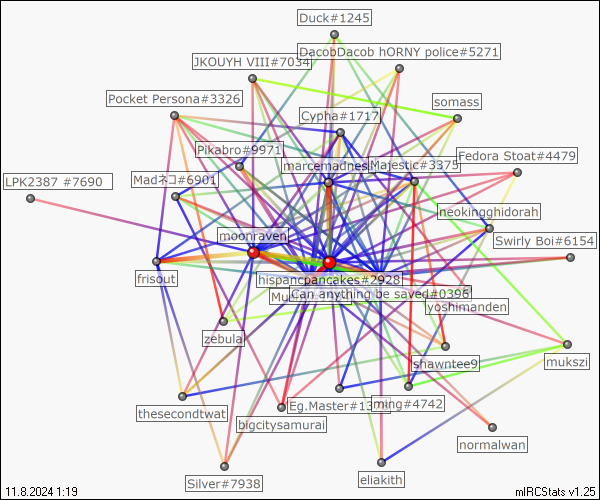 Duck#1245
DacobDacob hORNY police#5271
JKOUYH VIII#7034
Pocket Persona#3326
somass
Cypha#1717
Pikabro#9971
Fedora Stoat#4479
marcemadnes
Majestic#3375
LPK2387 #7690
Madネコ#6901
neokingghidorah
moonraven
Swirly Boi#6154
frisout
hispancpancakes#2928
Can anything be saved#0396
yoshimanden
zebular
shawntee9
mukszi
thesecondtwat
Eg.Master#13
ming#4742
bigcitysamurai
normalwan
Silver#7938
eliakith
11.8.2024 1:19
mIRCStats v1.25